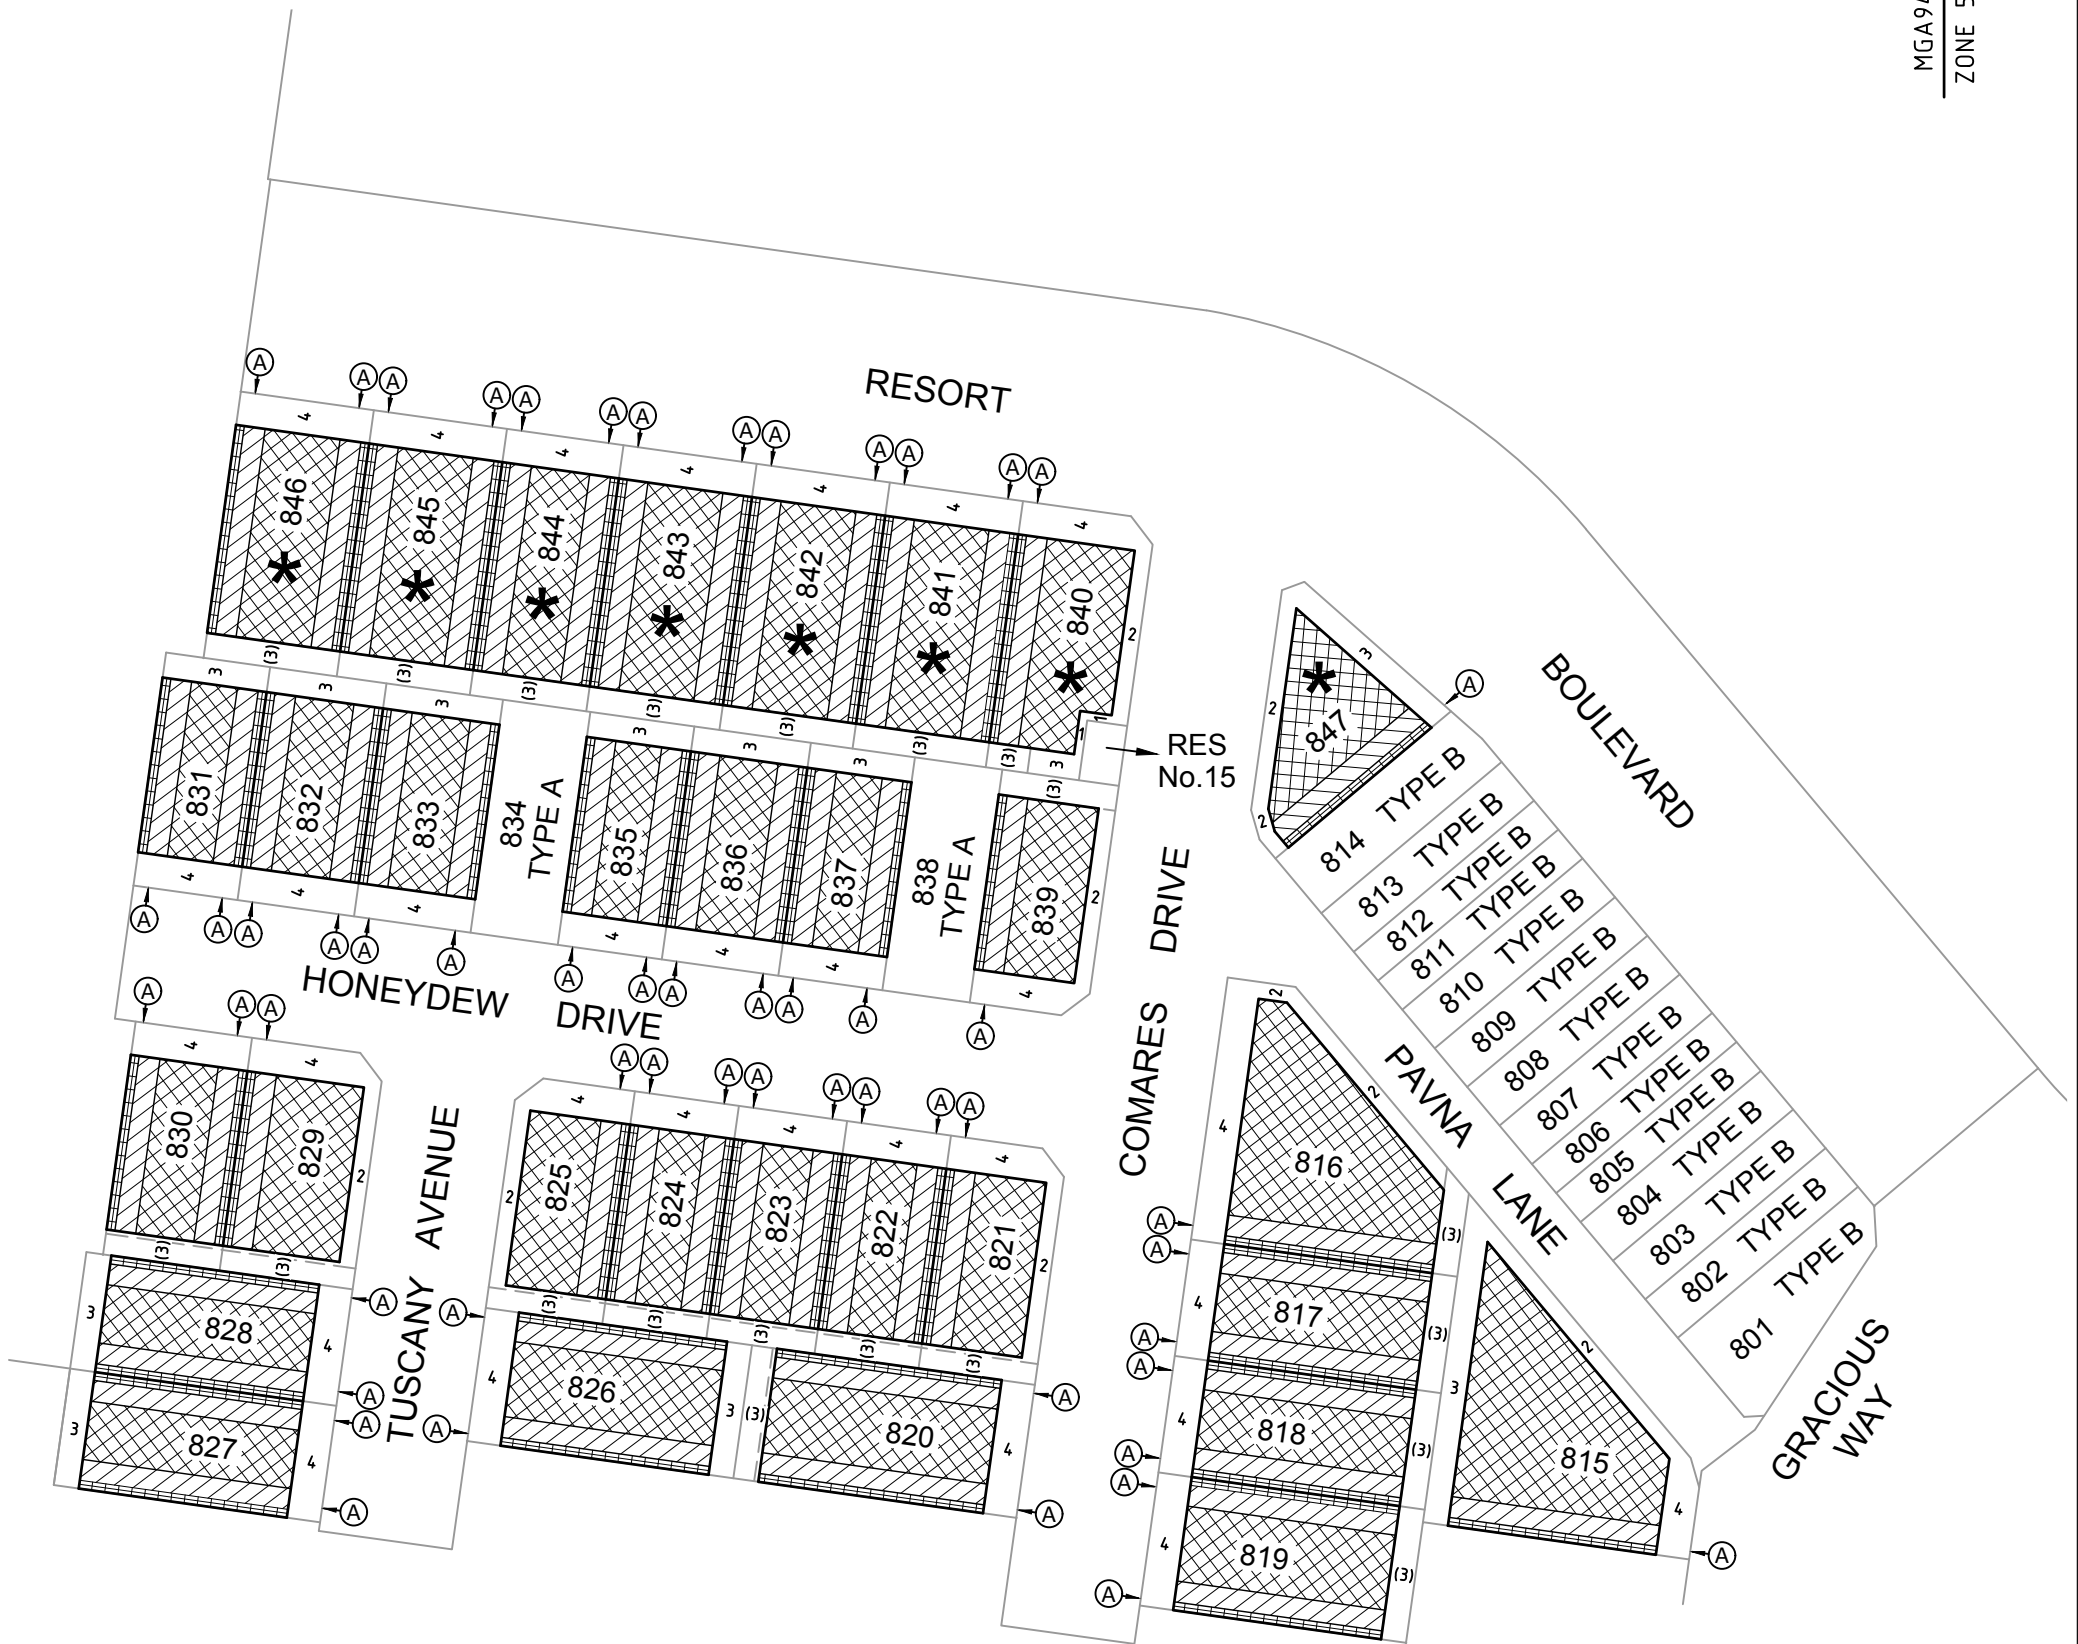 MGA94
ZONE 5
RESORT
BOULEVARD
846
845
844
843
842
841
840
*
*
*
*
*
*
*
RES
No.15
831
832
833
834
TYPE A
835
836
837
838
TYPE A
839
847
*
814 TYPE B
813 TYPE B
812 TYPE B
811 TYPE B
810 TYPE B
809 TYPE B
808 TYPE B
807 TYPE B
806 TYPE B
805 TYPE B
804 TYPE B
803 TYPE B
802 TYPE B
801 TYPE B
HONEYDEW DRIVE
COMARES DRIVE
PAVNA LANE
TUSCANY AVENUE
GRACIOUS
WAY
830
829
828
827
825
824
823
822
821
826
820
816
817
818
819
815